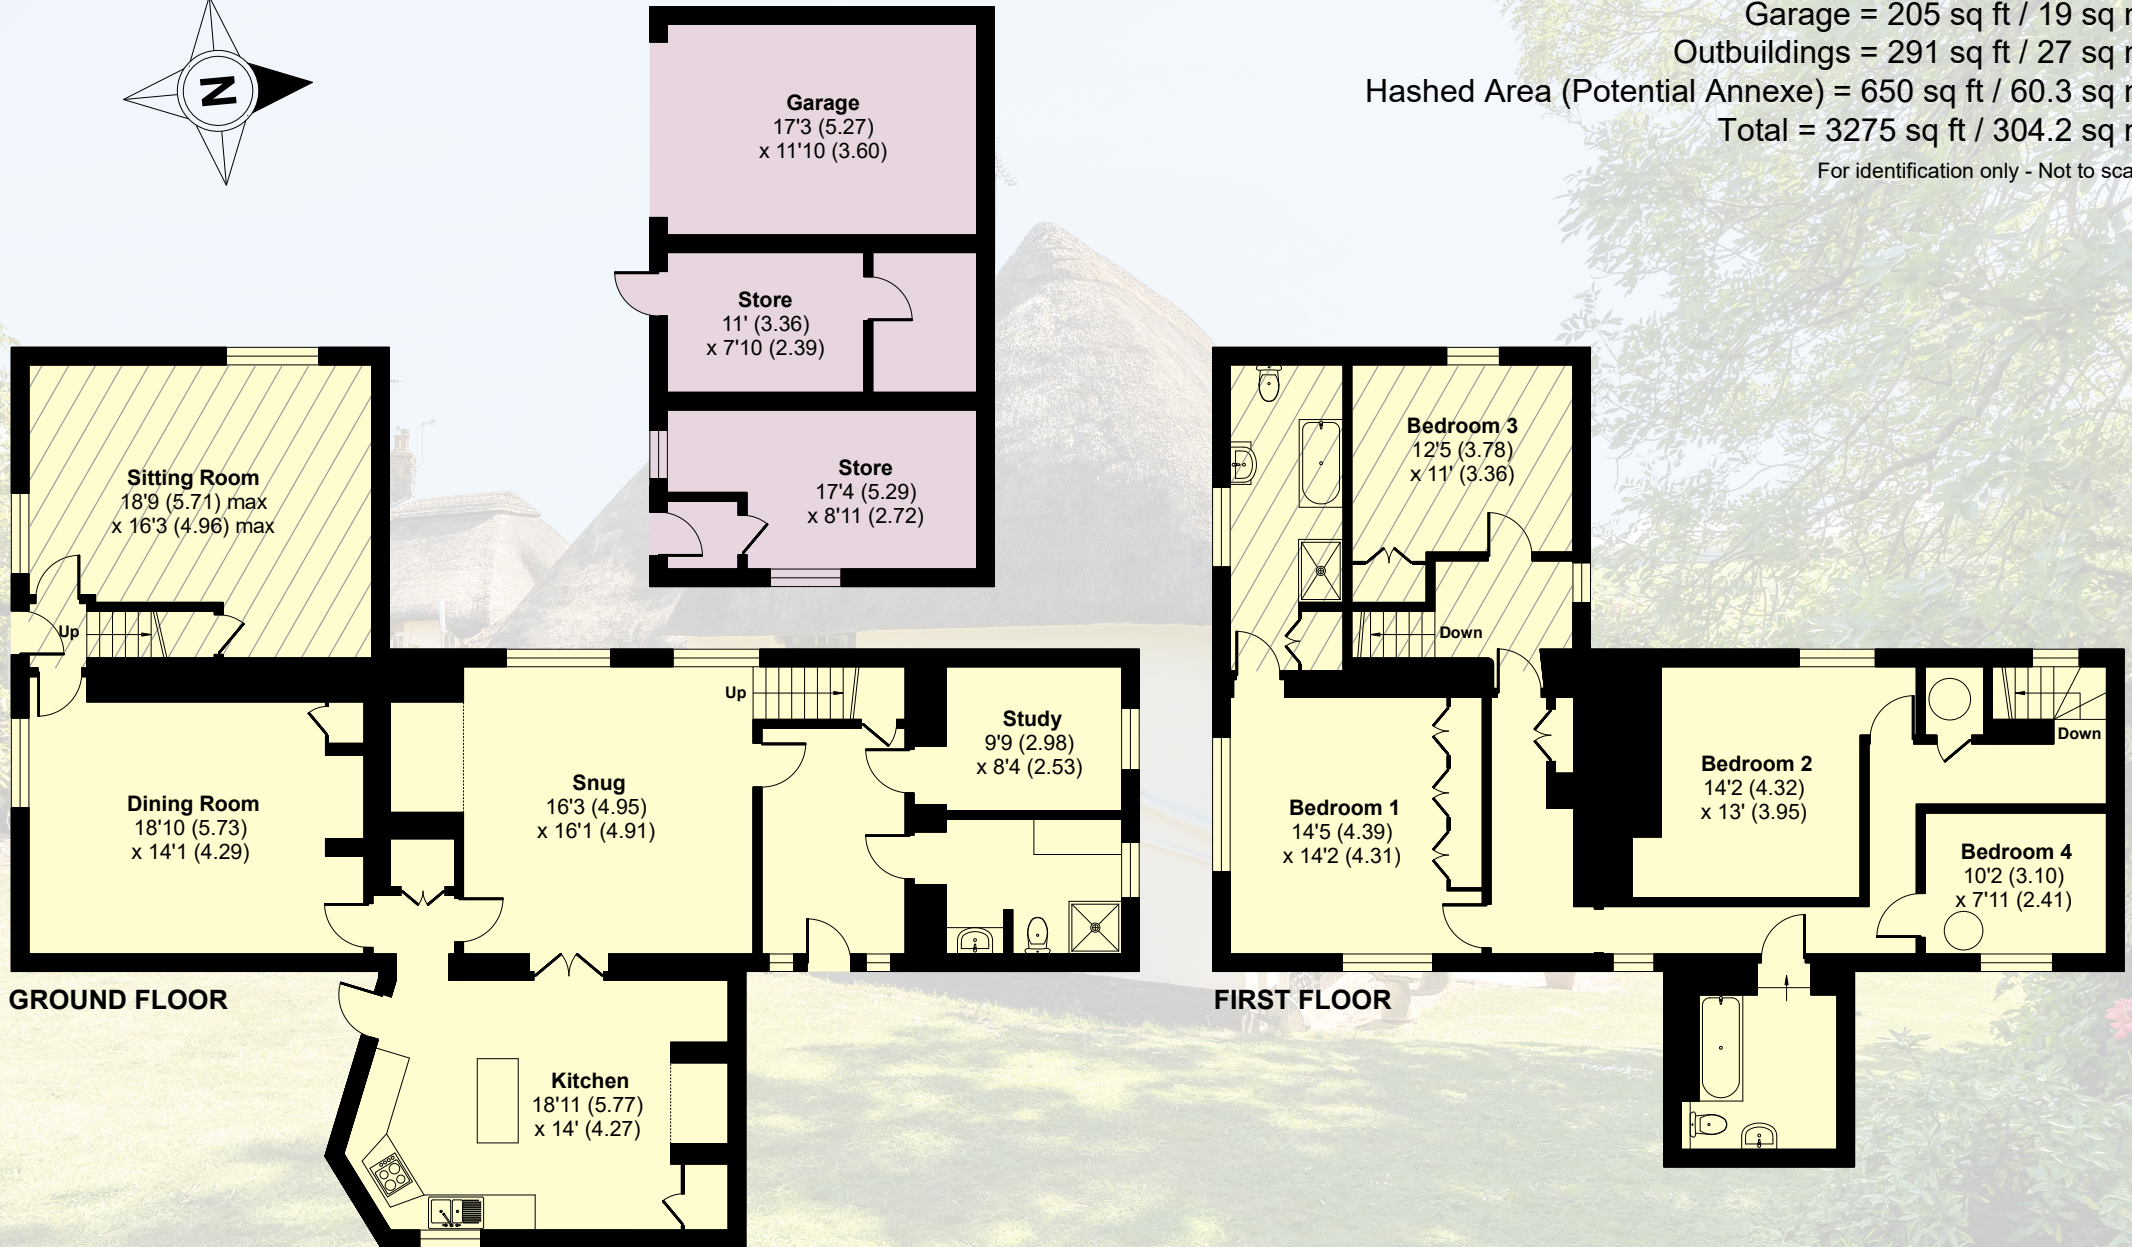 N
Garage = 205 sq ft / 19 sq
Outbuildings = 291 sq ft / 27 sq
Hashed Area (Potential Annexe) = 650 sq ft / 60.3 sq
Total = 3275 sq ft / 304.2 sq
For identification only - Not to sca
Garage
17'3 (5.27)
x 11'10 (3.60)
Store
11' (3.36)
x 7'10 (2.39)
Store
17'4 (5.29)
x 8'11 (2.72)
Sitting Room
18'9 (5.71) max
x 16'3 (4.96) max
Up
Dining Room
18'10 (5.73)
x 14'1 (4.29)
Snug
16'3 (4.95)
x 16'1 (4.91)
Up
Study
9'9 (2.98)
x 8'4 (2.53)
Kitchen
18'11 (5.77)
x 14' (4.27)
GROUND FLOOR
Bedroom 3
12'5 (3.78)
x 11' (3.36)
Down
Bedroom 1
14'5 (4.39)
x 14'2 (4.31)
Bedroom 2
14'2 (4.32)
x 13' (3.95)
Down
Bedroom 4
10'2 (3.10)
x 7'11 (2.41)
FIRST FLOOR